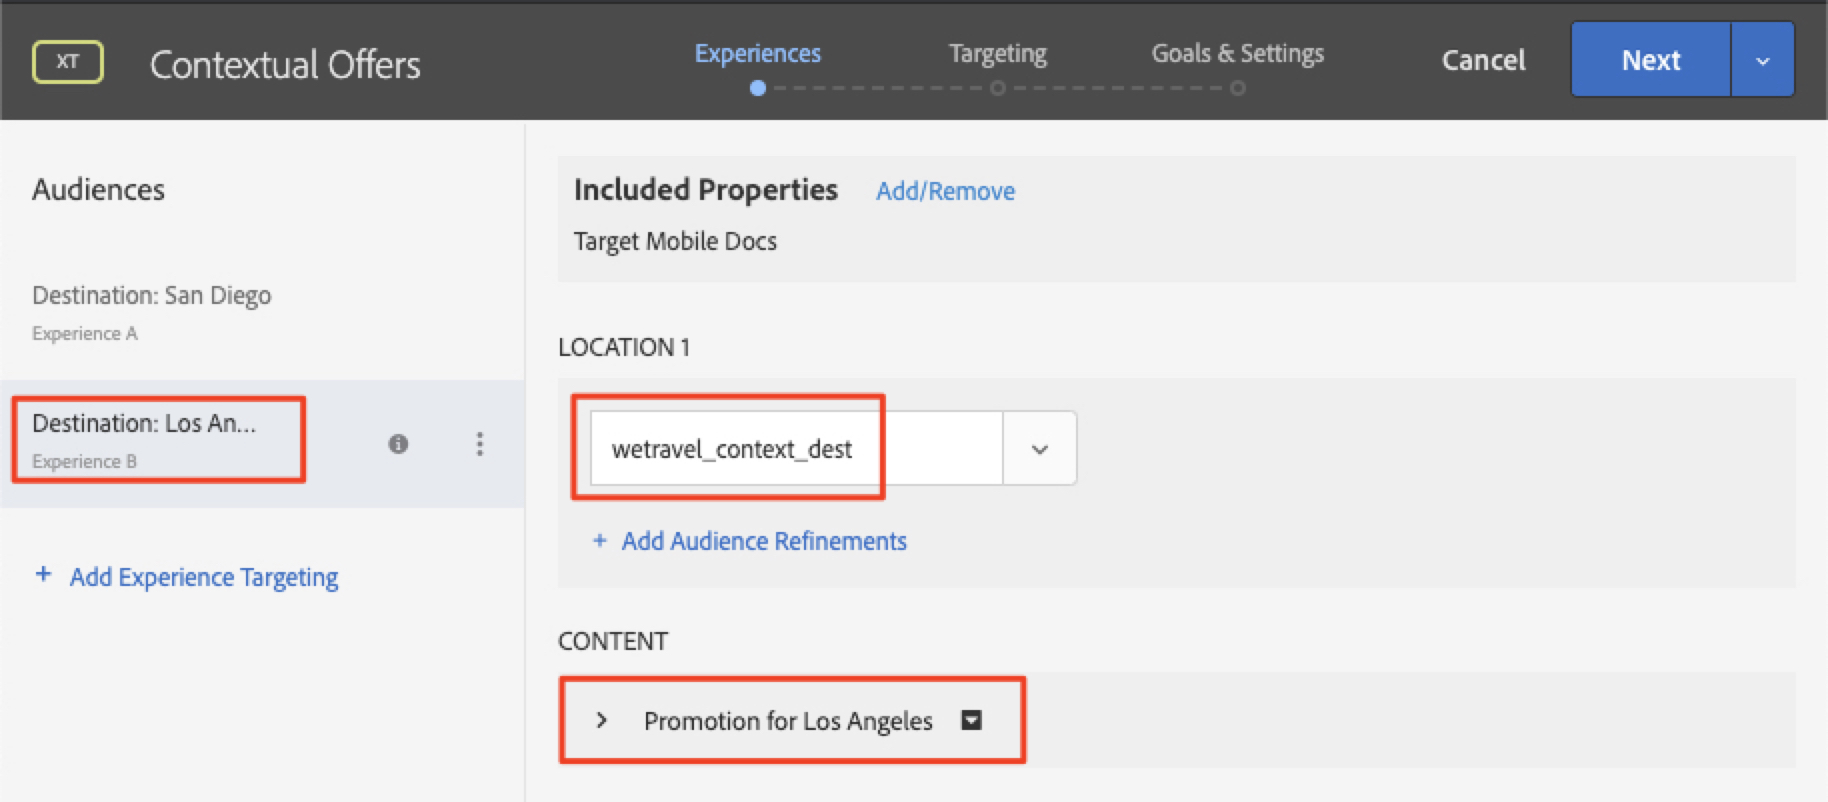 XT
Contextual Offers
Experiences
Targeting
Goals & Settings
Cancel
Next
Audiences
Destination: San Diego
Experience A
Destination: Los An...
Experience B
+ Add Experience Targeting
Included Properties
Add/Remove
Target Mobile Docs
LOCATION 1
wetravel_context_dest
+ Add Audience Refinements
CONTENT
Promotion for Los Angeles